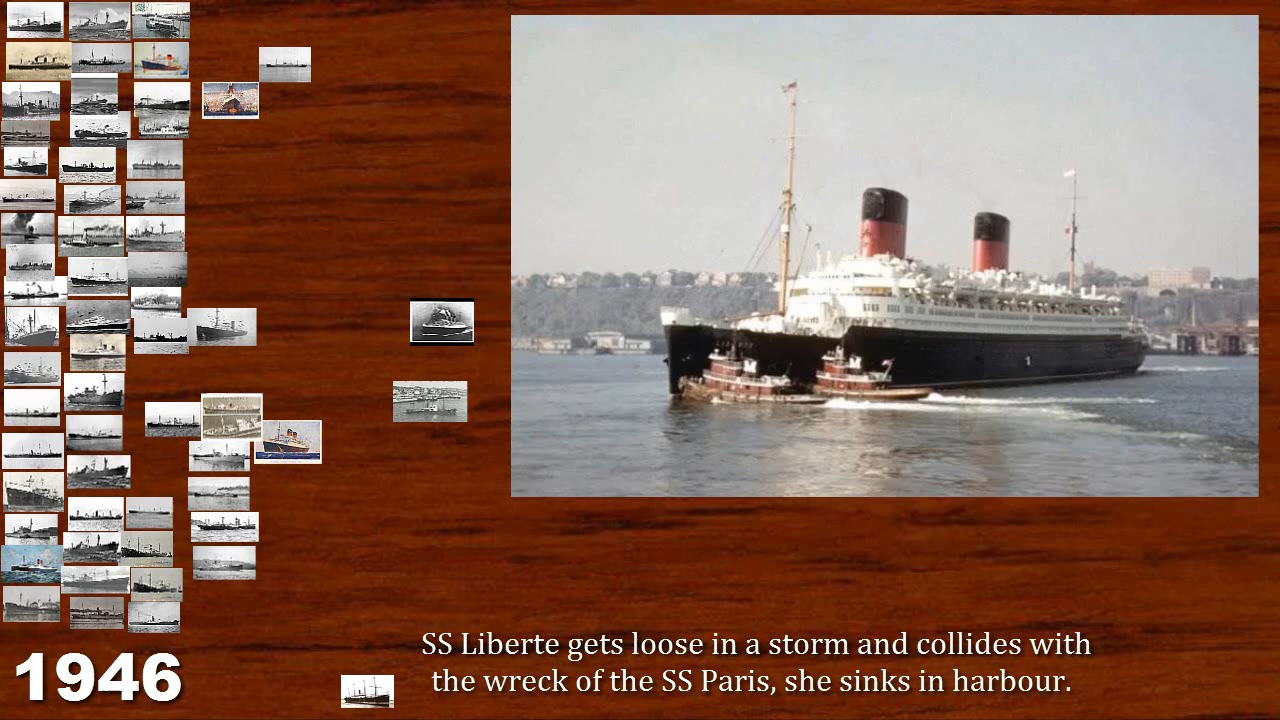 SS Liberte gets loose in a storm and collides with
the wreck of the SS Paris, she sinks in harbour.
1946